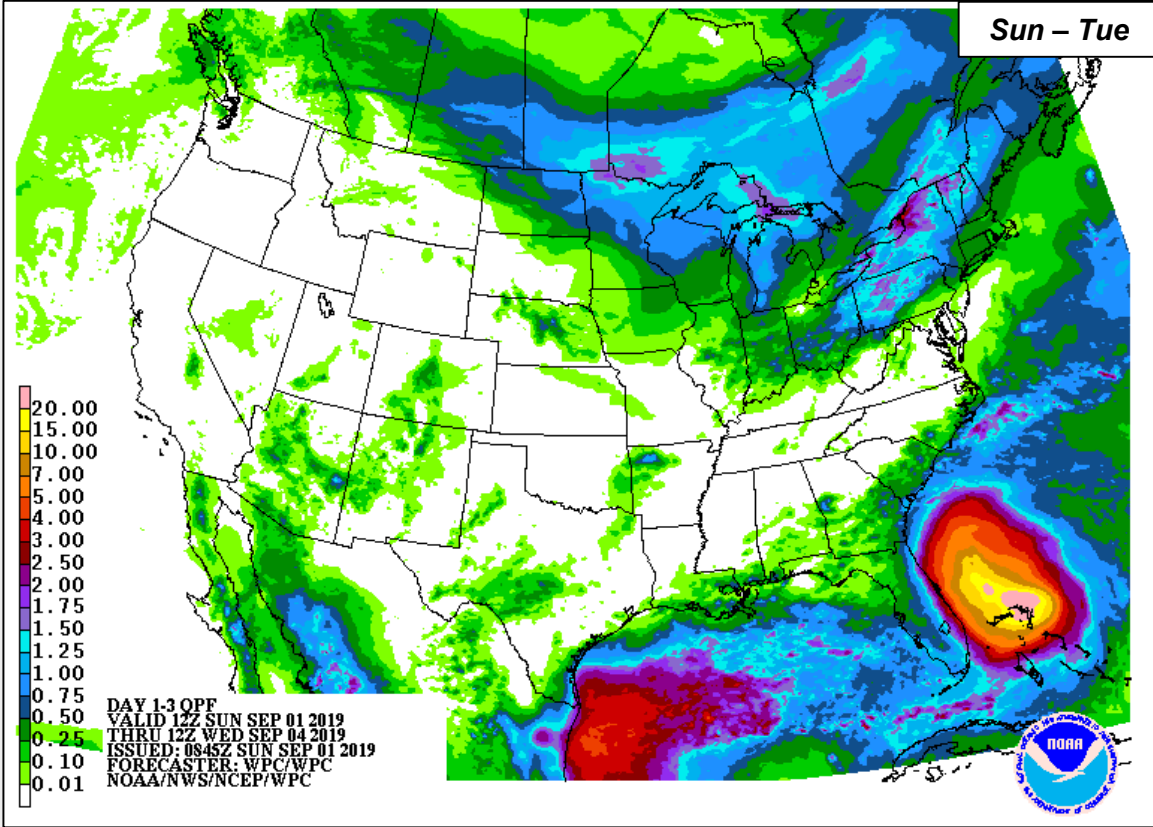 Sun – Tue
20.00
15.00
10.00
7.00
5.00
4.00
3.00
2.50
2.00
1.75
1.50
1.25
1.00
0.75
0.50
0.25
0.10
0.01
DAY 1-3 QPF
VALID 12Z SUN SEP 01 2019
THRU 12Z WED SEP 04 2019
ISSUED: 0845Z SUN SEP 01 2019
FORECASTER: WPC/WPC
NOAA/NWS/NCEP/WPC
NOAA